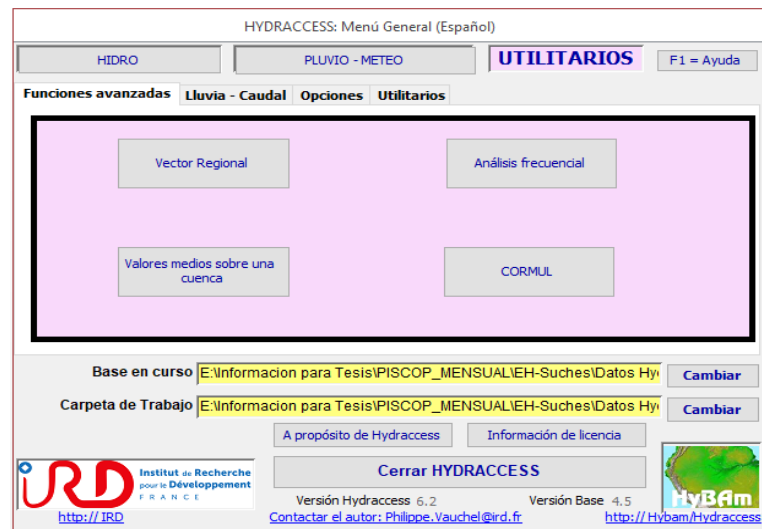 HYDRACCESS: Menú General (Español)
HIDRO
PLUVIO - METEO
UTILITARIOS
F1 = Ayuda
Funciones avanzadas
Lluvia - Caudal
Opciones
Utilitarios
Vector Regional
Análisis frecuencial
Valores medios sobre una
cuenca
CORMUL
Base en curso
E:\Informacion para Tesis\PISCOP_MENSUAL\EH-Suches\Datos Hy
Cambiar
Carpeta de Trabajo
E:\Informacion para Tesis\PISCOP_MENSUAL\EH-Suches\Datos Hy
Cambiar
A propósito de Hydraccess
Información de licencia
IRD
Institut de Recherche
pour le Développement
FRANCE
Cerrar HYDRACCESS
HyBAm
Versión Hydraccess 6.2
Versión Base 4.5
http:// IRD
Contactar el autor: Philippe.Vauchel@ird.fr
http:// Hybam/Hydraccess